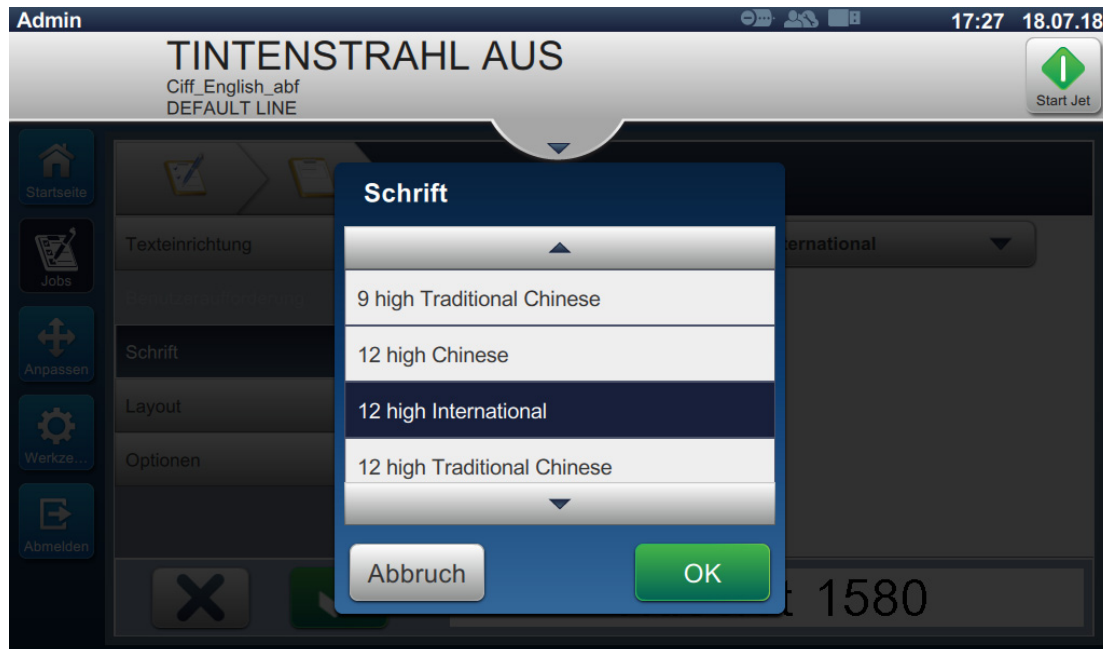 Admin
17:27 18.07.18
TINTENSTRAHL AUS
Ciff_English_abf
DEFAULT LINE
Start Jet
Startseite
Jobs
Anpassen
Werkze...
Abmelden
Texteinrichtung
Schrift
Layout
Optionen
ernational
Schrift
9 high Traditional Chinese
12 high Chinese
12 high International
12 high Traditional Chinese
Abbruch
OK
t 1580